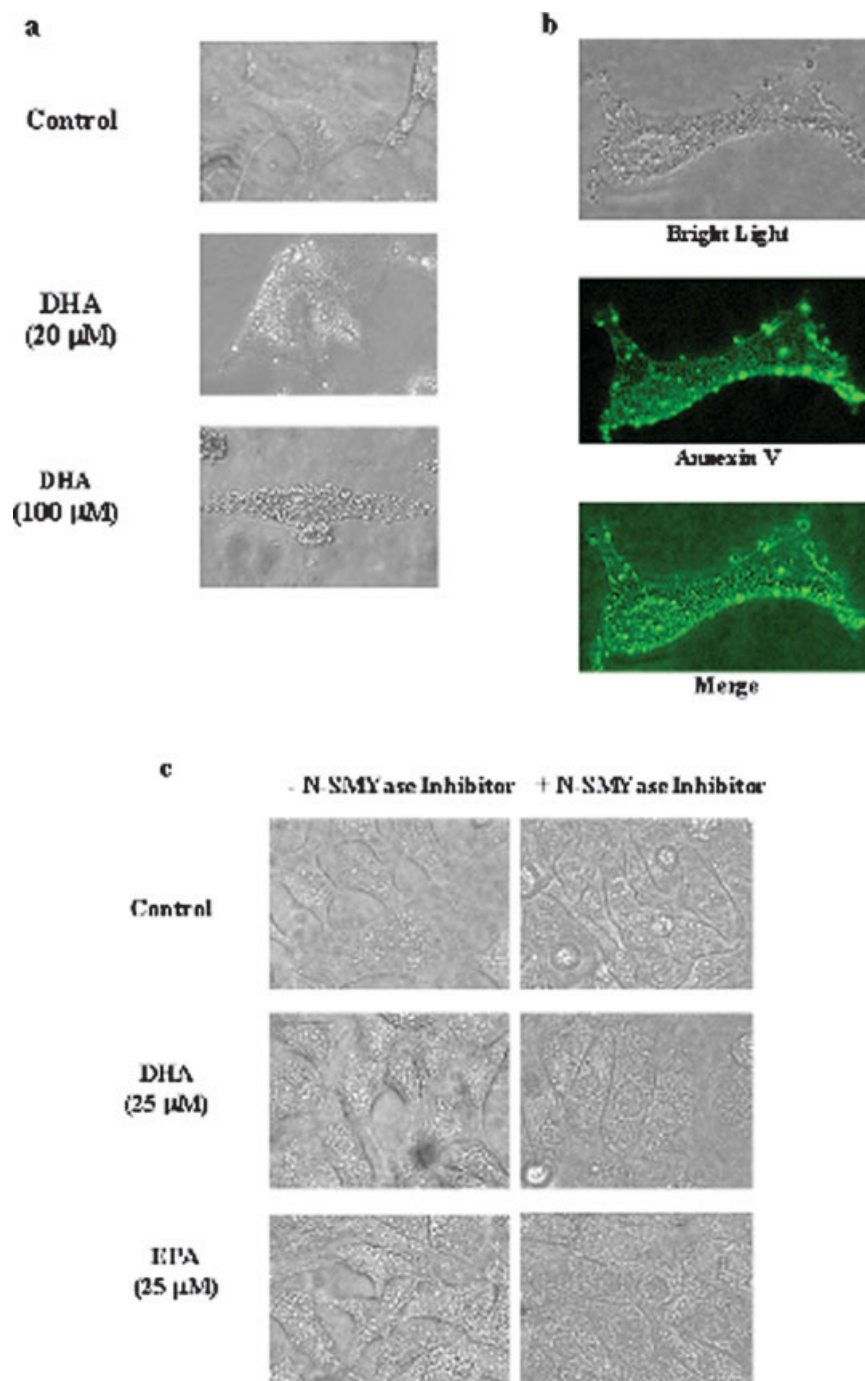 a
Control
DHA
(20 µM)
DHA
(100 µM)
b
Bright Light
Annexin V
Merge
c
- N-SMYase Inhibitor + N-SMYase Inhibitor
Control
DHA
(25 µM)
EPA
(25 µM)